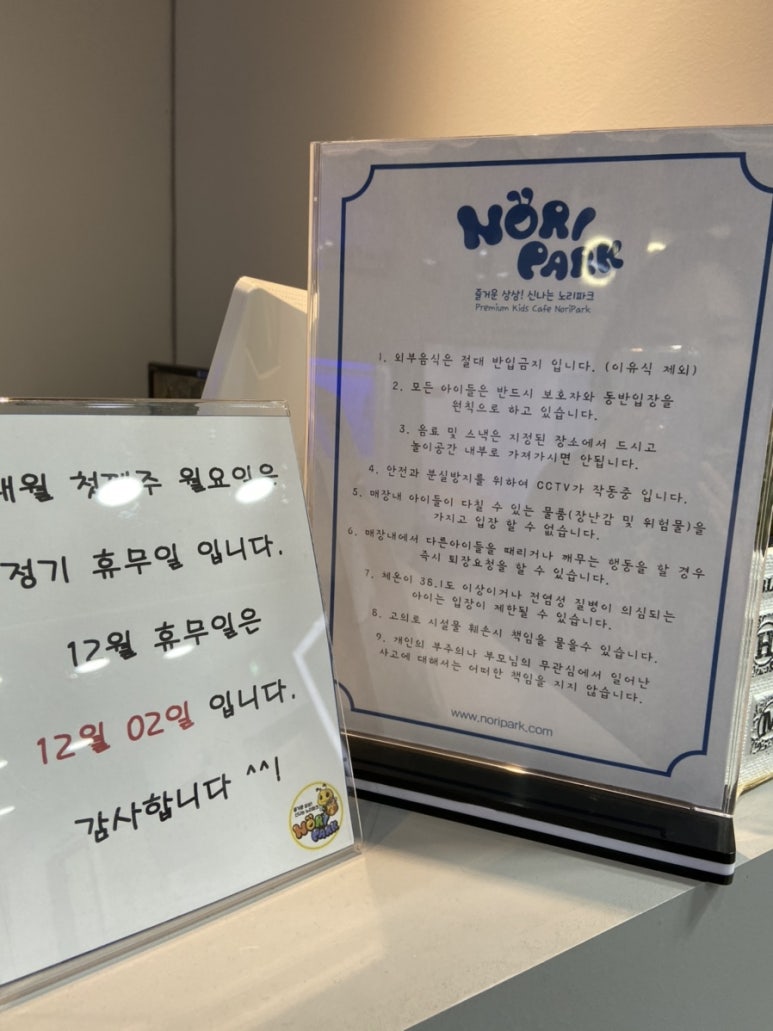 매월 첫째주 월요일은
정기 휴무일 입니다.
12월 휴무일은
12월 02일 입니다.
감사합니다 ^^!
NÖRI
PARK
NÖRI
PARK
즐거운 상상! 신나는 노리파크
Premium Kids Cafe NoriPark
1. 외부음식은 절대 반입금지 입니다. (이유식 제외)
2. 모든 아이들은 반드시 보호자와 동반입장을
원칙으로 하고 있습니다.
3. 음료 및 스낵은 지정된 장소에서 드시고
놀이공간 내부로 가져가시면 안됩니다.
4. 안전과 분실방지를 위하여 CCTV가 작동중 입니다.
5. 매장내 아이들이 다칠 수 있는 물품(장난감 및 위험물)을
가지고 입장 할 수 없습니다.
6. 매장내에서 다른아이들을 때리거나 깨무는 행동을 할 경우
즉시 퇴장요청을 할 수 있습니다.
7. 체온이 38.1도 이상이거나 전염성 질병이 의심되는
아이는 입장이 제한될 수 있습니다.
8. 고의로 시설물 훼손시 책임을 물을수 있습니다.
9. 개인의 부주의나 부모님의 무관심에서 일어난
사고에 대해서는 어떠한 책임을 지지 않습니다.
www.noripark.com